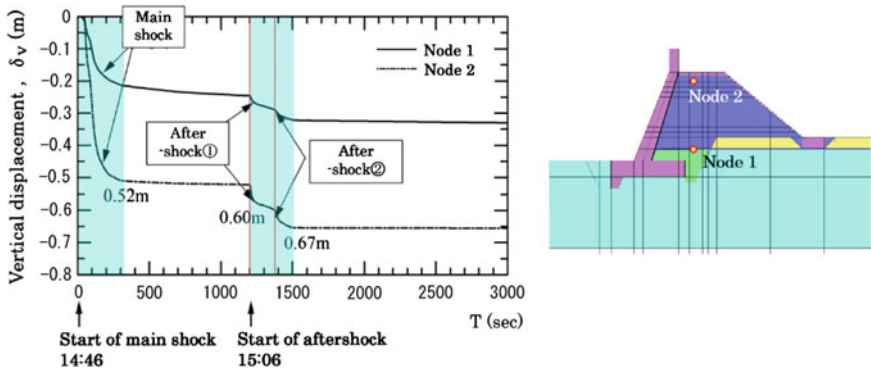 Vertical displacement , δv (m)
0
-0.1
-0.2
-0.3
-0.4
-0.5
-0.6
-0.7
-0.8
Main
shock
Node 1
Node 2
After
-shock①
After
-shock②
0.52m
0.60m
0.67m
0 500 1000 1500 2000 2500 3000
T (sec)
Start of main shock
14:46
Start of aftershock
15:06
Node 2
Node 1